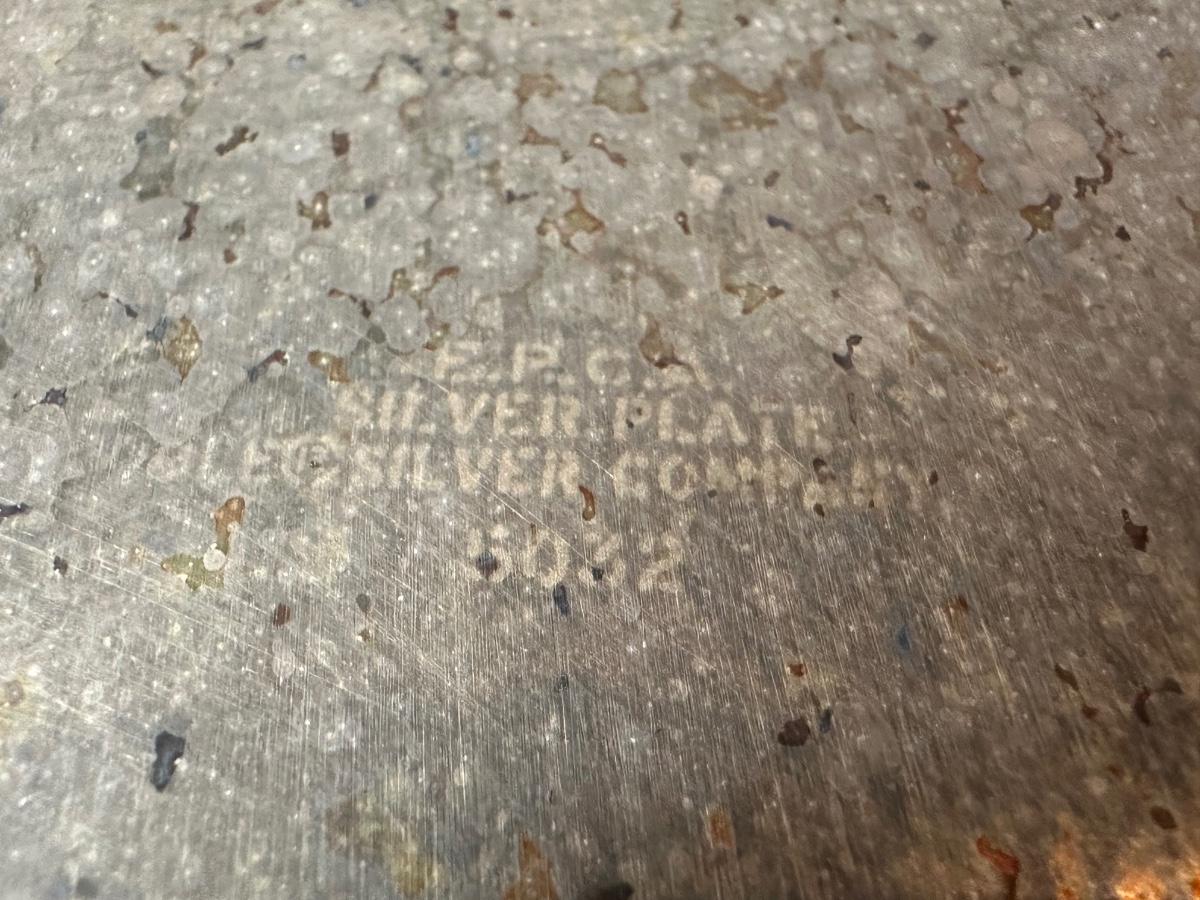 E.P.C.A.
SILVER PLATE
SILVER COMPANY
5032